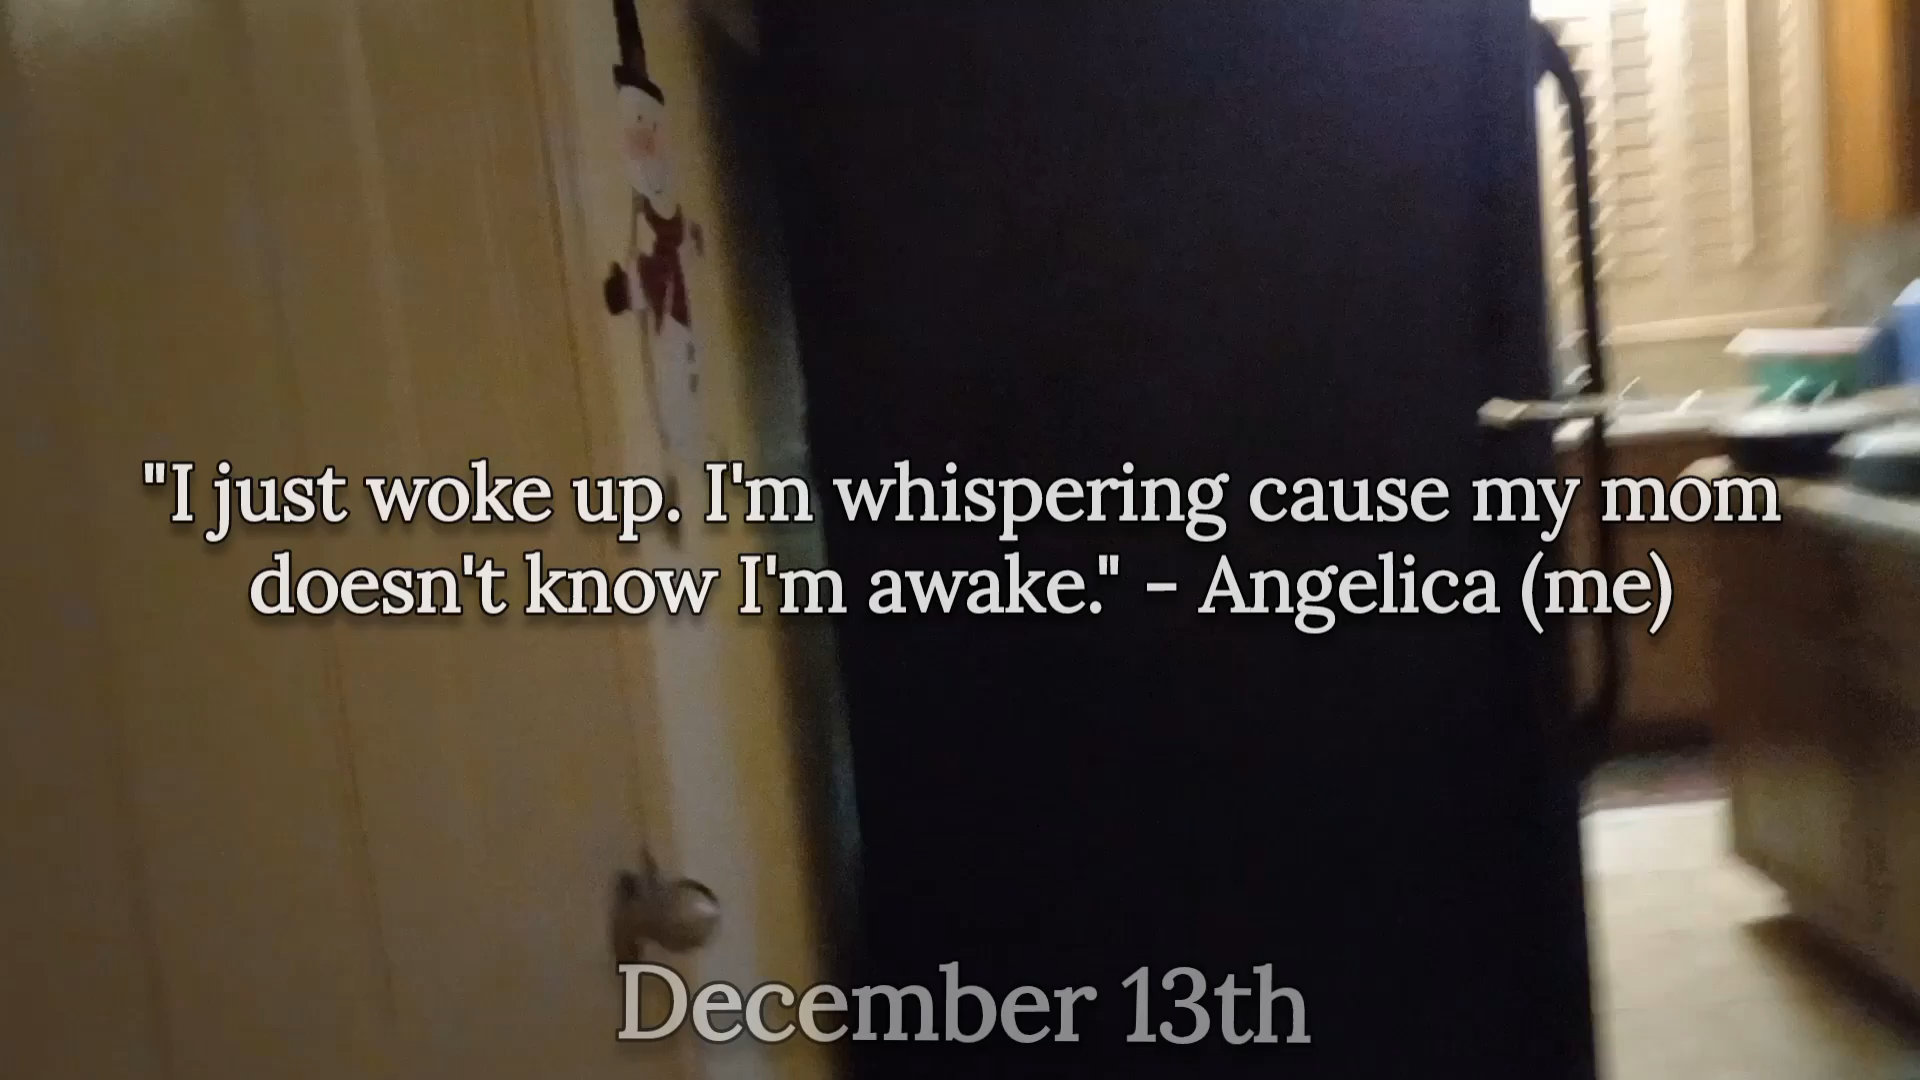 "I just woke up. I'm whispering cause my mom
doesn't know I'm awake." - Angelica (me)
December 13th